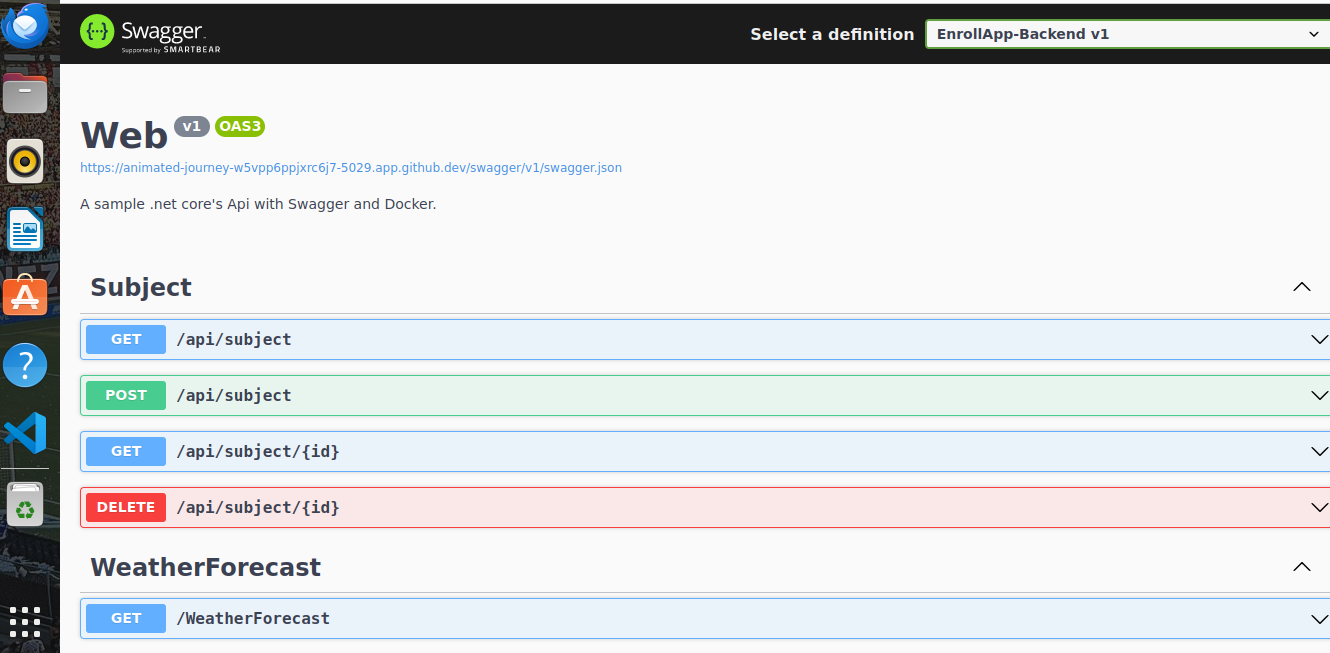 Swagger
Supported by SMARTBEAR
Select a definition
EnrollApp-Backend v1
Web v1 OAS3
https://animated-journey-w5vpp6ppjxrc6j7-5029.app.github.dev/swagger/v1/swagger.json
A sample .net core's Api with Swagger and Docker.
Subject
GET /api/subject
POST /api/subject
GET /api/subject/{id}
DELETE /api/subject/{id}
WeatherForecast
GET /WeatherForecast